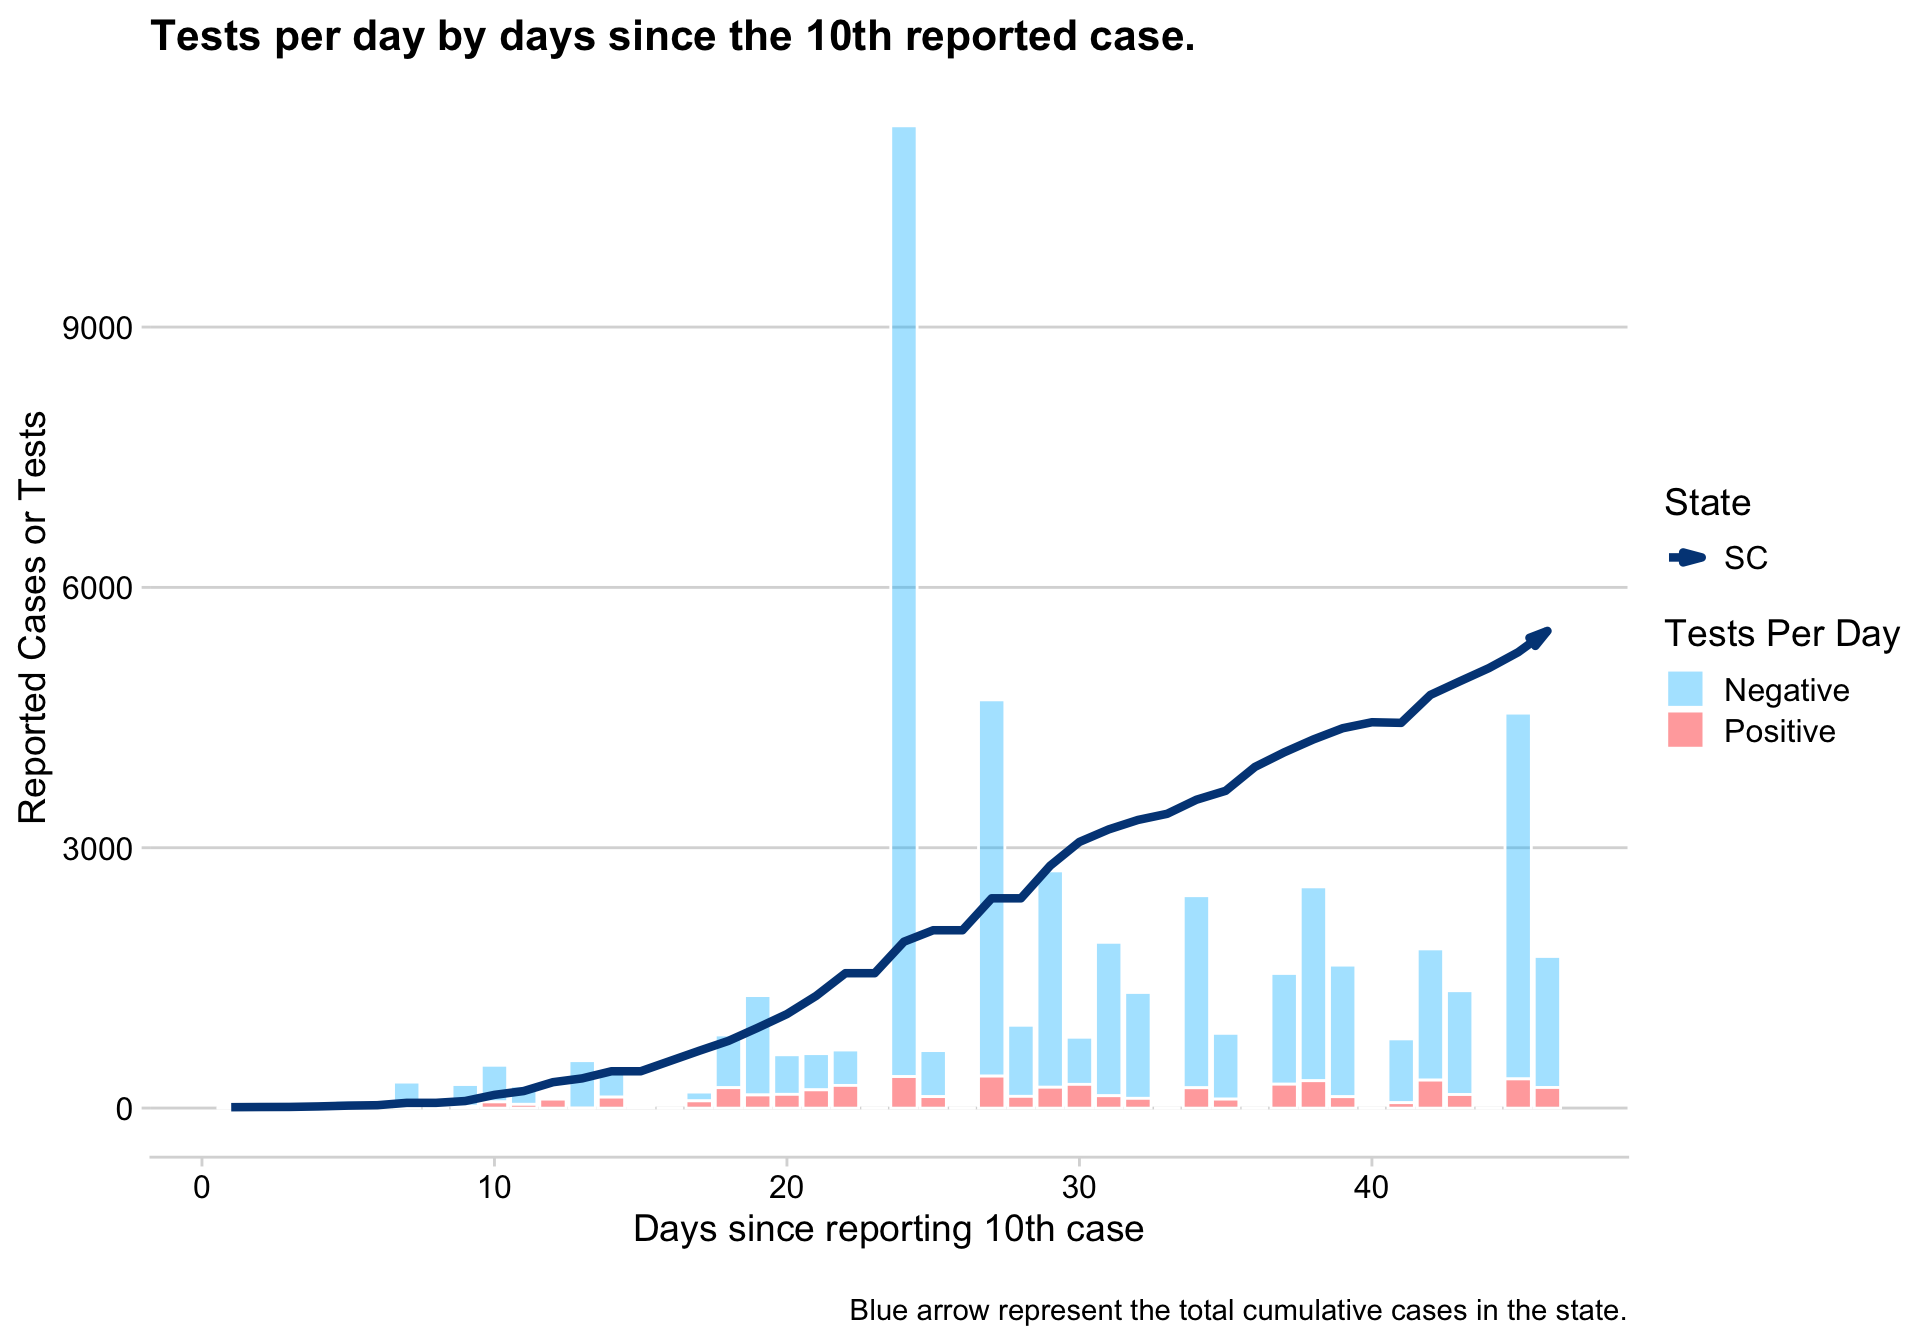 Tests per day by days since the 10th reported case.
Reported Cases or Tests
9000
6000
3000
0
0 10 20 30 40
Days since reporting 10th case
State
SC
Tests Per Day
Negative
Positive
Blue arrow represent the total cumulative cases in the state.